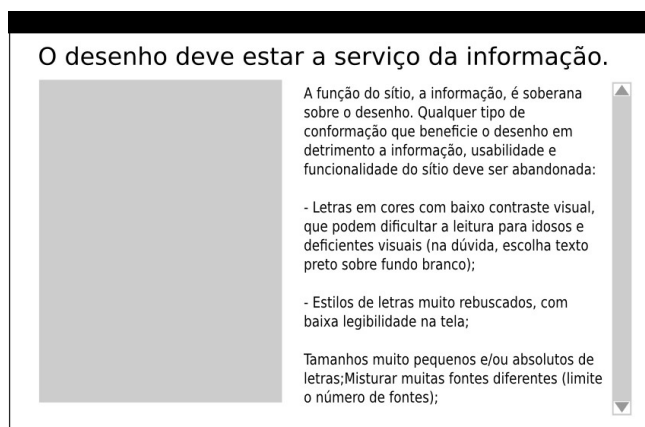 O desenho deve estar a serviço da informação.
A função do sítio, a informação, é soberana
sobre o desenho. Qualquer tipo de
conformação que beneficie o desenho em
detrimento a informação, usabilidade e
funcionalidade do sítio deve ser abandonada:
- Letras em cores com baixo contraste visual,
que podem dificultar a leitura para idosos e
deficientes visuais (na dúvida, escolha texto
preto sobre fundo branco);
- Estilos de letras muito rebuscados, com
baixa legibilidade na tela;
Tamanhos muito pequenos e/ou absolutos de
letras;Misturar muitas fontes diferentes (limite
o número de fontes);